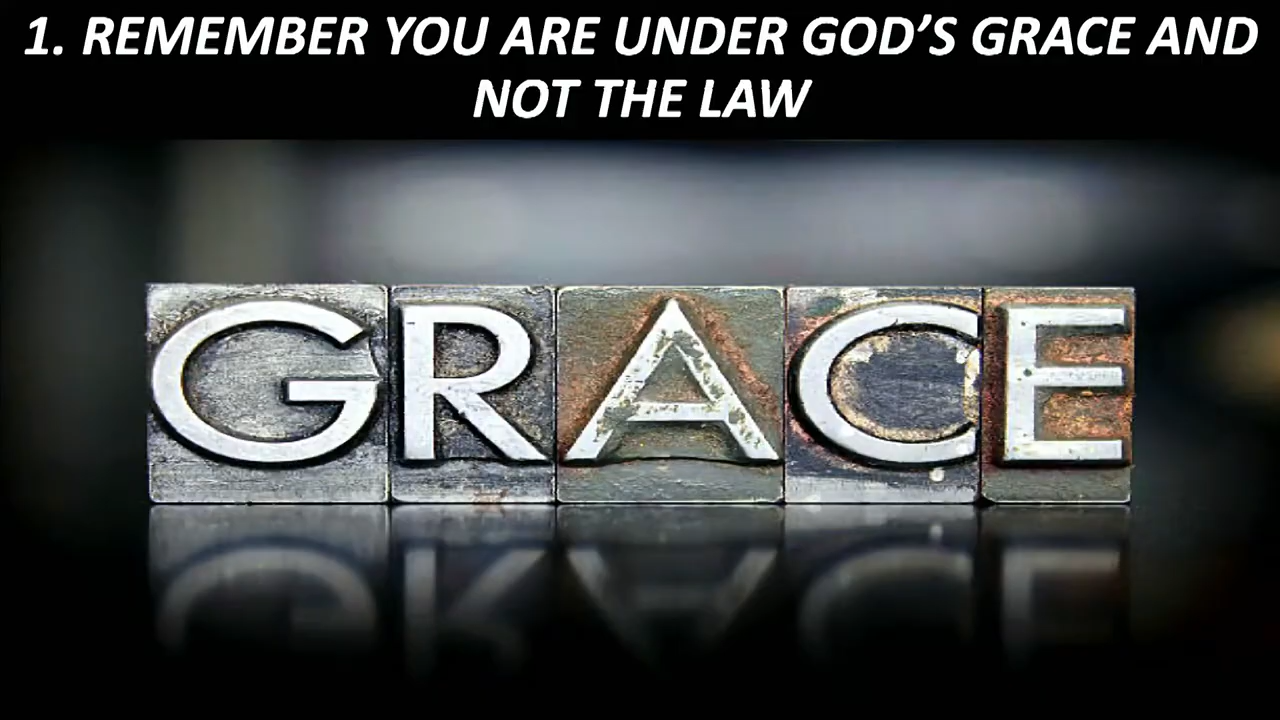 1. REMEMBER YOU ARE UNDER GOD’S GRACE AND
NOT THE LAW
GRACE